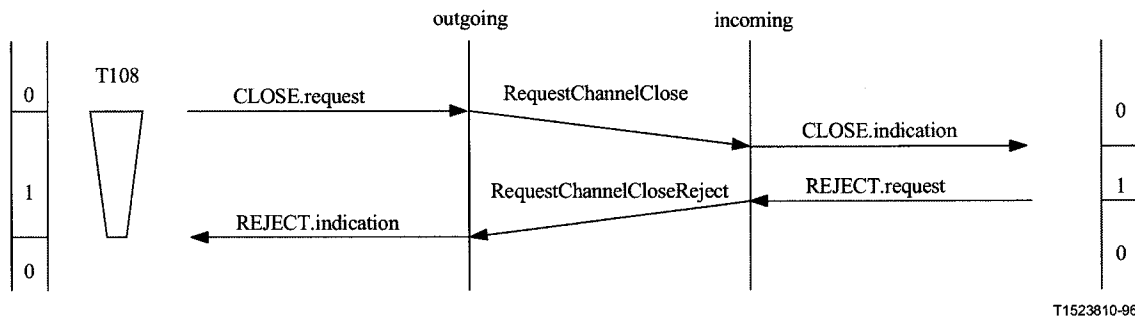 outgoing
incoming
T108
0
CLOSE.request
RequestChannelClose
0
CLOSE.indication
1
RequestChannelCloseReject
REJECT.request
1
REJECT.indication
0
0
T1523810-96